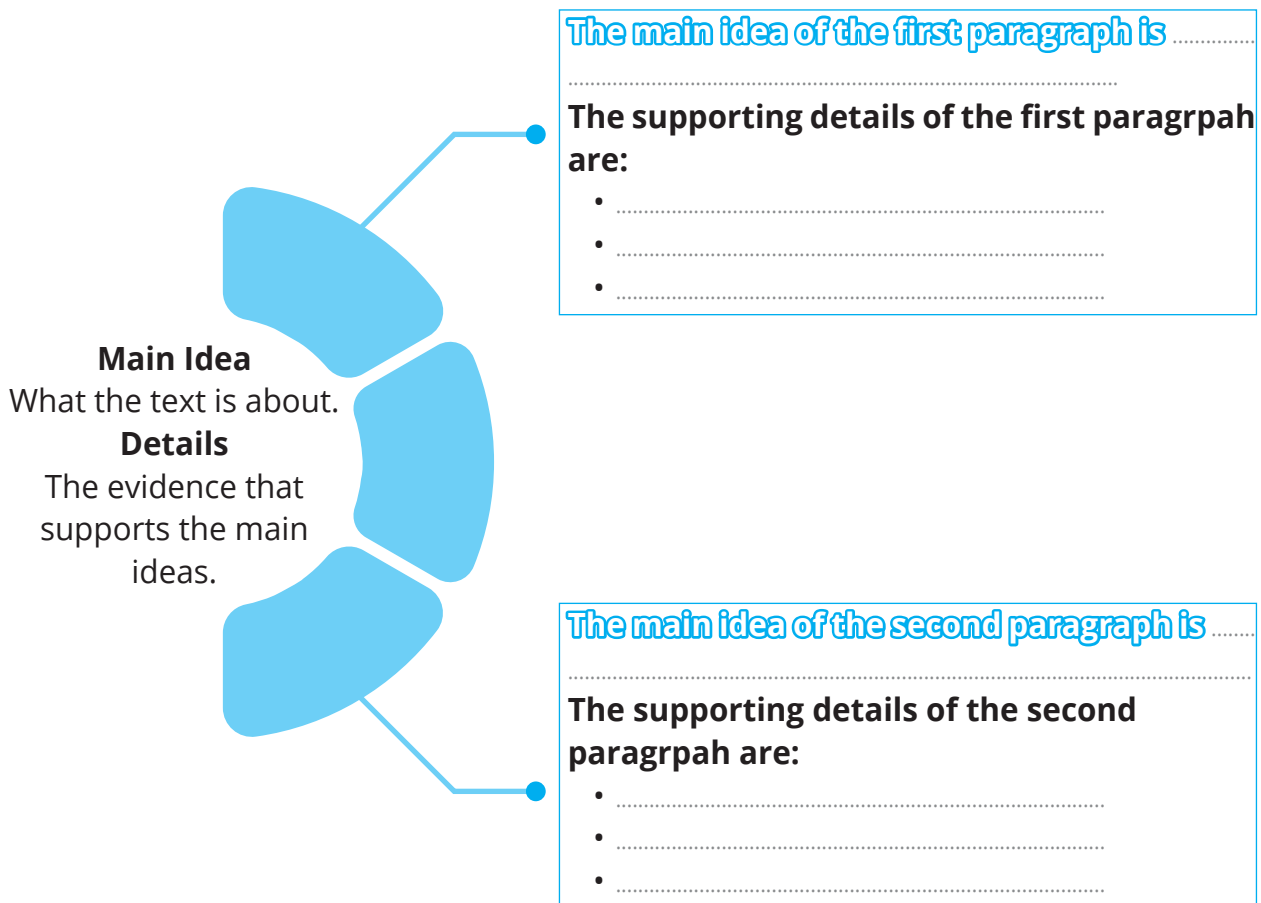 Main Idea
What the text is about.
Details
The evidence that
supports the main
ideas.
The main idea of the first paragraph is ..............
..................................................................................
The supporting details of the first paragrpah
are:
• .........................................................................
• .........................................................................
• .........................................................................
The main idea of the second paragraph is .......
......................................................................................................
The supporting details of the second
paragrpah are:
• .........................................................................
• .........................................................................
• .........................................................................